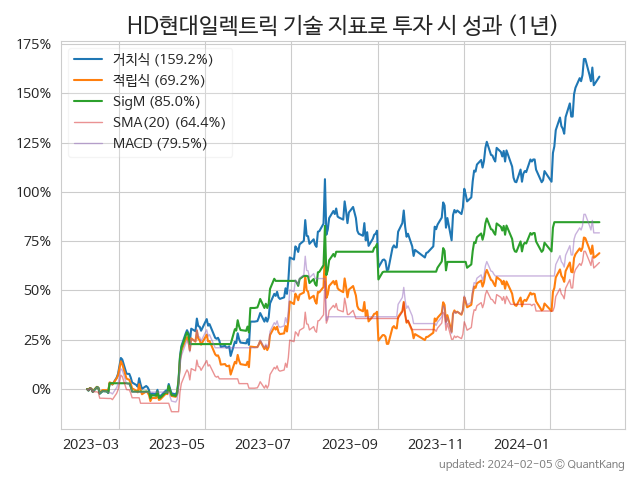 HD현대일렉트릭 기술 지표로 투자 시 성과 (1년)
175%
150%
125%
100%
75%
50%
25%
0%
거치식 (159.2%)
적립식 (69.2%)
SigM (85.0%)
SMA(20) (64.4%)
MACD (79.5%)
2023-03 2023-05 2023-07 2023-09 2023-11 2024-01
updated: 2024-02-05 © QuantKang